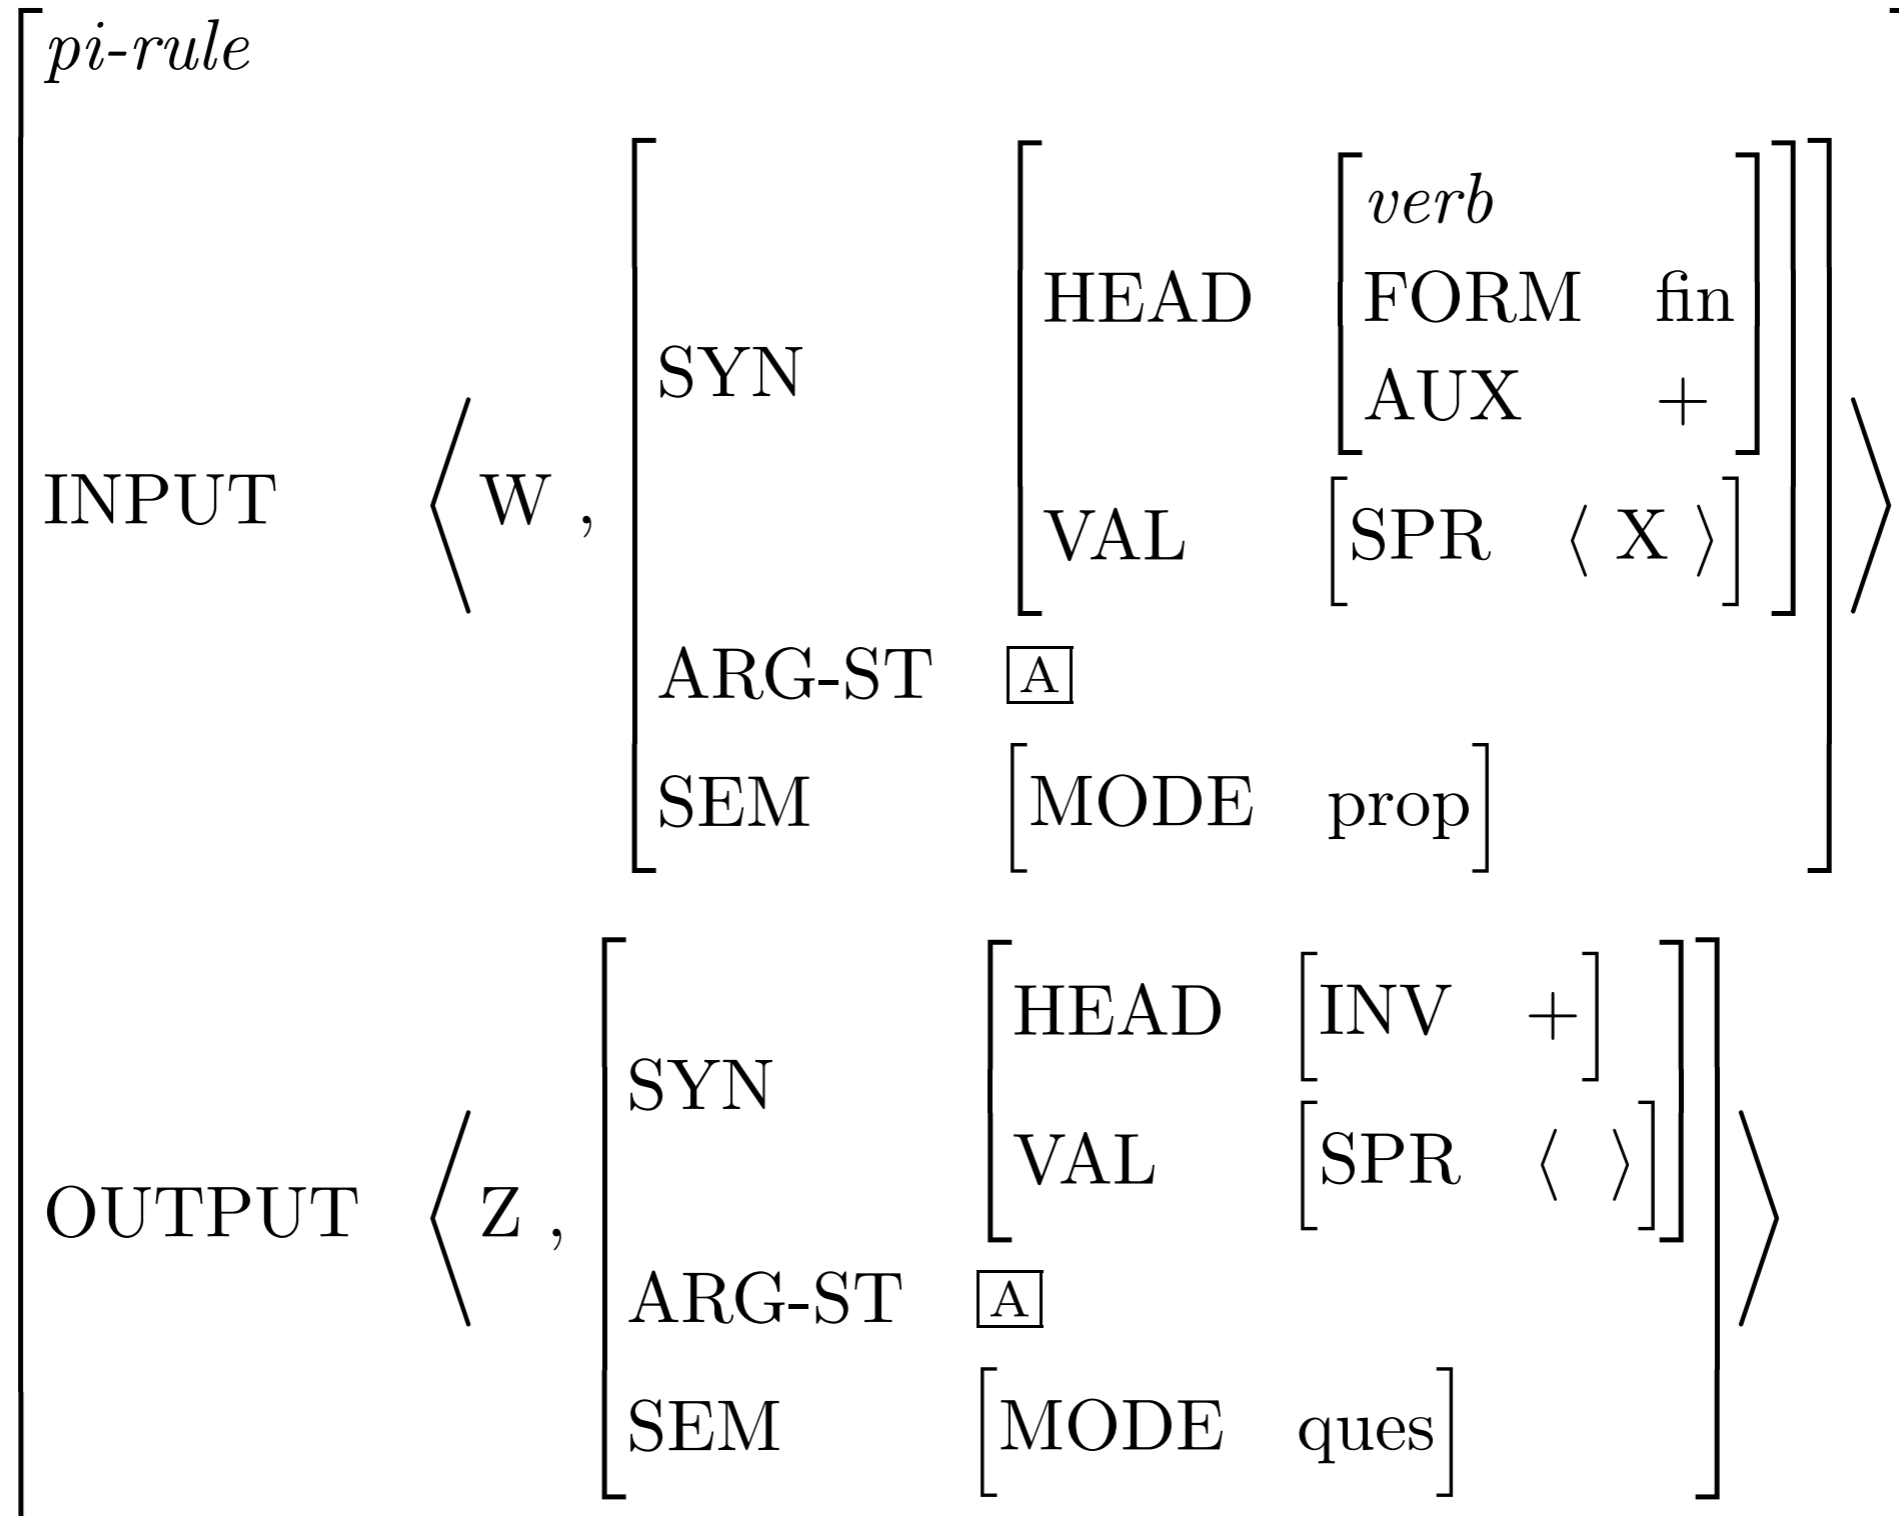 pi-rule
verb
HEAD FORM fin
SYN AUX +
INPUT ⟨ W , VAL [SPR ⟨ X ⟩] ⟩
ARG-ST A
SEM [MODE prop]
HEAD [INV +]
SYN
VAL [SPR ⟨ ⟩]
OUTPUT ⟨ Z , ⟩
ARG-ST A
SEM [MODE ques]